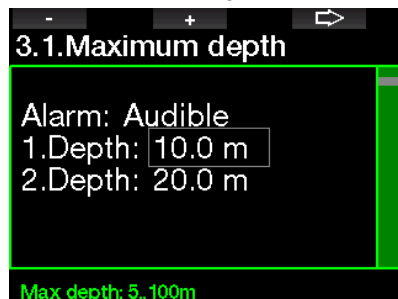 - +
3.1.Maximum depth
Alarm: Audible
1.Depth: 10.0 m
2.Depth: 20.0 m
Max depth: 5..100m